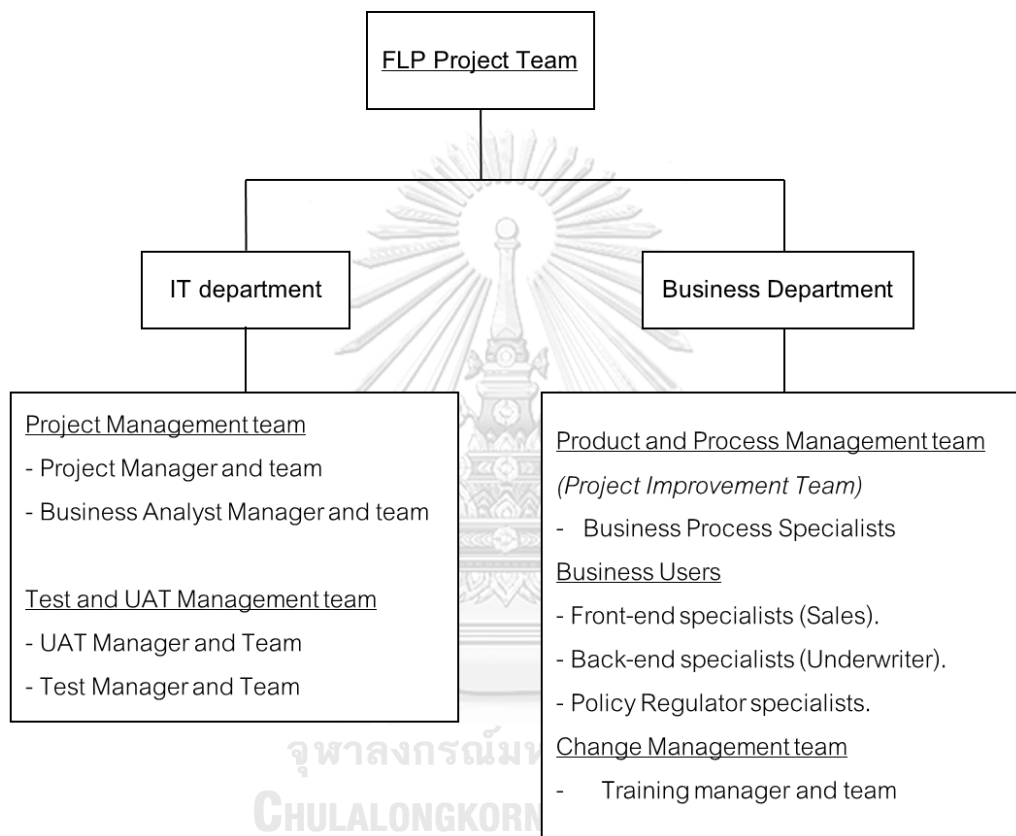 FLP Project Team
IT department
Business Department
Project Management team
- Project Manager and team
- Business Analyst Manager and team
Test and UAT Management team
- UAT Manager and Team
- Test Manager and Team
Product and Process Management team
(Project Improvement Team)
- Business Process Specialists
Business Users
- Front-end specialists (Sales).
- Back-end specialists (Underwriter).
- Policy Regulator specialists.
Change Management team
- Training manager and team
จุฬาลงกรณ์มห
CHULALONGKORN